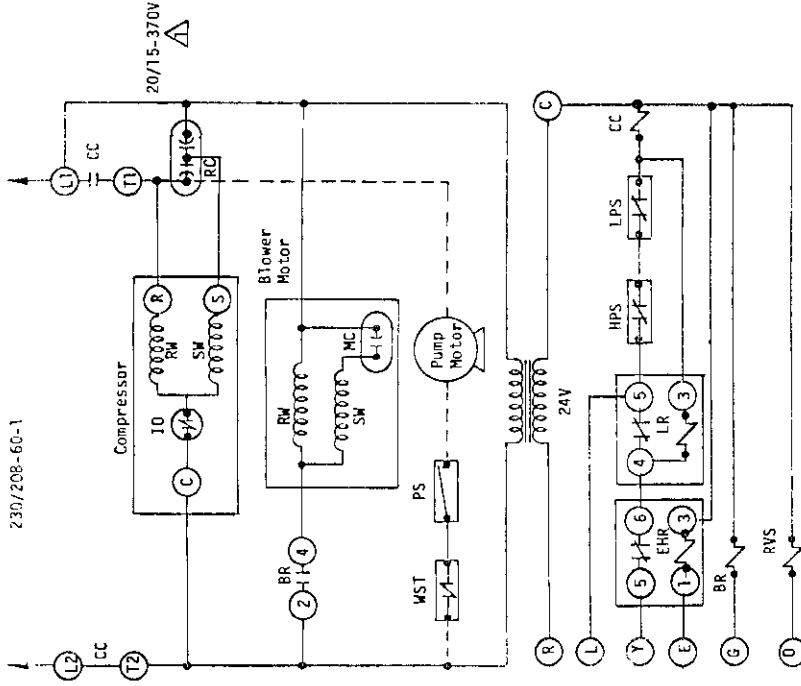 230/208-60-1
L2
CC
T2
L1
CC
T1
20/15-370V
1
RC
Compressor
C
IO
RW
SW
R
S
Blower
Motor
BR
2
4
RW
SW
MC
WST
PS
Pump
Motor
24V
R
C
L
Y
5
6
4
5
HPS
LPS
CC
EHR
LR
E
1
3
3
G
BR
O
RVS